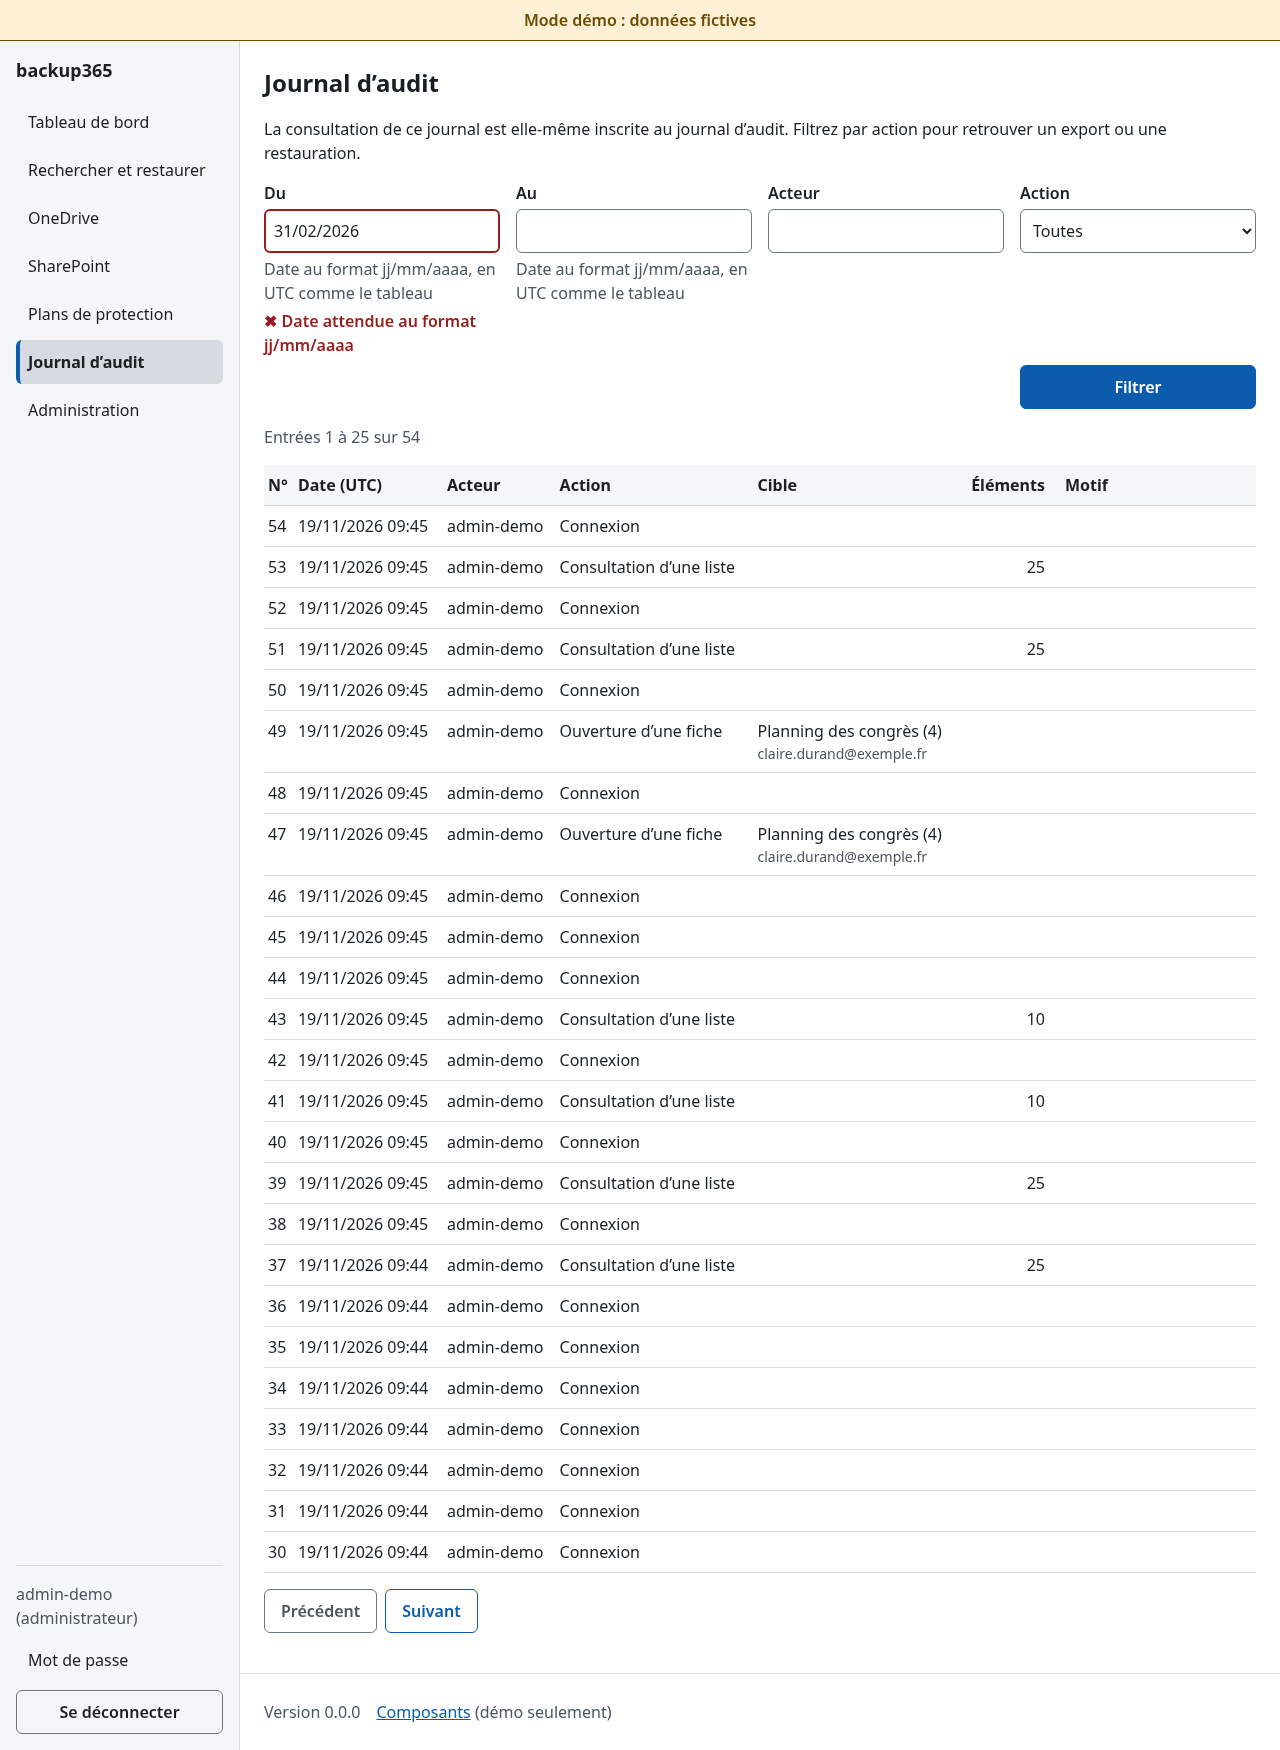 Mode démo : données fictives
backup365
Tableau de bord
Rechercher et restaurer
OneDrive
SharePoint
Plans de protection
Journal d’audit
Administration
admin-demo
(administrateur)
Mot de passe
Se déconnecter
Journal d’audit
La consultation de ce journal est elle-même inscrite au journal d’audit. Filtrez par action pour retrouver un export ou une
restauration.
Du
31/02/2026
Date au format jj/mm/aaaa, en
UTC comme le tableau
✖ Date attendue au format
jj/mm/aaaa
Au
Date au format jj/mm/aaaa, en
UTC comme le tableau
Acteur
Action
Toutes
Filtrer
Entrées 1 à 25 sur 54
N° Date (UTC) Acteur Action Cible Éléments Motif
54 19/11/2026 09:45 admin-demo Connexion
53 19/11/2026 09:45 admin-demo Consultation d’une liste 25
52 19/11/2026 09:45 admin-demo Connexion
51 19/11/2026 09:45 admin-demo Consultation d’une liste 25
50 19/11/2026 09:45 admin-demo Connexion
49 19/11/2026 09:45 admin-demo Ouverture d’une fiche Planning des congrès (4)
claire.durand@exemple.fr
48 19/11/2026 09:45 admin-demo Connexion
47 19/11/2026 09:45 admin-demo Ouverture d’une fiche Planning des congrès (4)
claire.durand@exemple.fr
46 19/11/2026 09:45 admin-demo Connexion
45 19/11/2026 09:45 admin-demo Connexion
44 19/11/2026 09:45 admin-demo Connexion
43 19/11/2026 09:45 admin-demo Consultation d’une liste 10
42 19/11/2026 09:45 admin-demo Connexion
41 19/11/2026 09:45 admin-demo Consultation d’une liste 10
40 19/11/2026 09:45 admin-demo Connexion
39 19/11/2026 09:45 admin-demo Consultation d’une liste 25
38 19/11/2026 09:45 admin-demo Connexion
37 19/11/2026 09:44 admin-demo Consultation d’une liste 25
36 19/11/2026 09:44 admin-demo Connexion
35 19/11/2026 09:44 admin-demo Connexion
34 19/11/2026 09:44 admin-demo Connexion
33 19/11/2026 09:44 admin-demo Connexion
32 19/11/2026 09:44 admin-demo Connexion
31 19/11/2026 09:44 admin-demo Connexion
30 19/11/2026 09:44 admin-demo Connexion
Précédent
Suivant
Version 0.0.0 Composants (démo seulement)